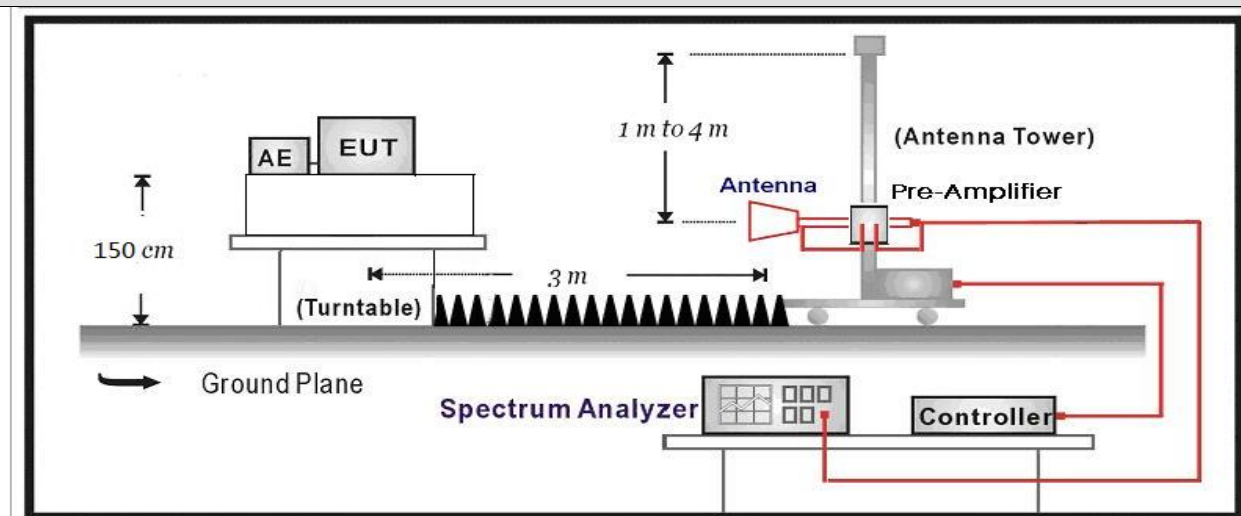 1 m to 4 m
(Antenna Tower)
AE
EUT
Antenna
Pre-Amplifier
150 cm
3 m
(Turntable)
Ground Plane
Spectrum Analyzer
Controller